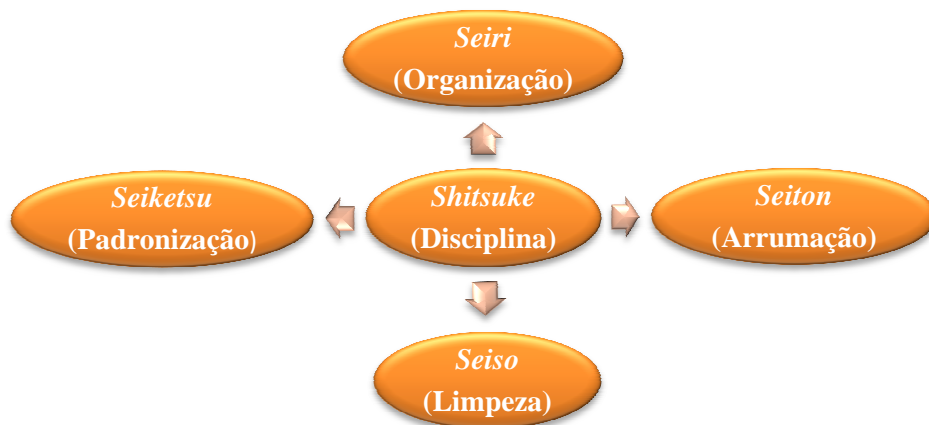 Seiri
(Organização)
Seiketsu
(Padronização)
Shitsuke
(Disciplina)
Seiton
(Arrumação)
Seiso
(Limpeza)